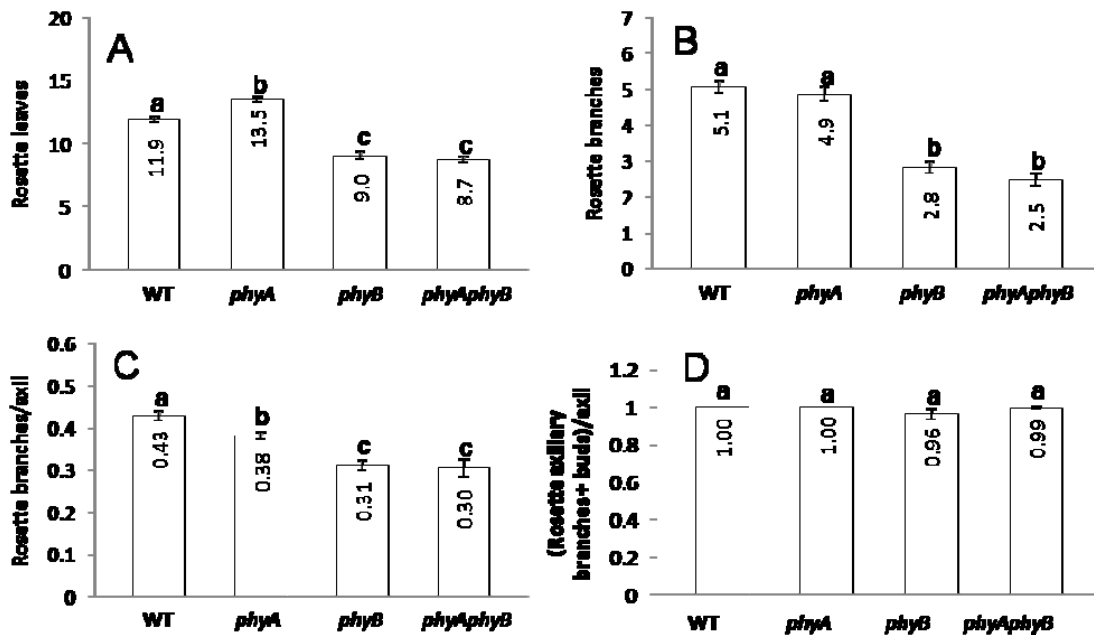 A
Rosette leaves
20
15
10
5
0
a
b
c
c
11.9
13.5
9.0
8.7
WT
phyA
phyB
phyAphyB
B
Rosette branches
7
6
5
4
3
2
1
0
a
a
b
b
5.1
4.9
2.8
2.5
WT
phyA
phyB
phyAphyB
C
Rosette branches/axil
0.6
0.5
0.4
0.3
0.2
0.1
0
a
b
c
c
0.43
0.38
0.31
0.30
WT
phyA
phyB
phyAphyB
D
(Rosette axillary
branches+ buds)/axil
1.2
1
0.8
0.6
0.4
0.2
0
a
a
a
a
1.00
1.00
0.96
0.99
WT
phyA
phyB
phyAphyB